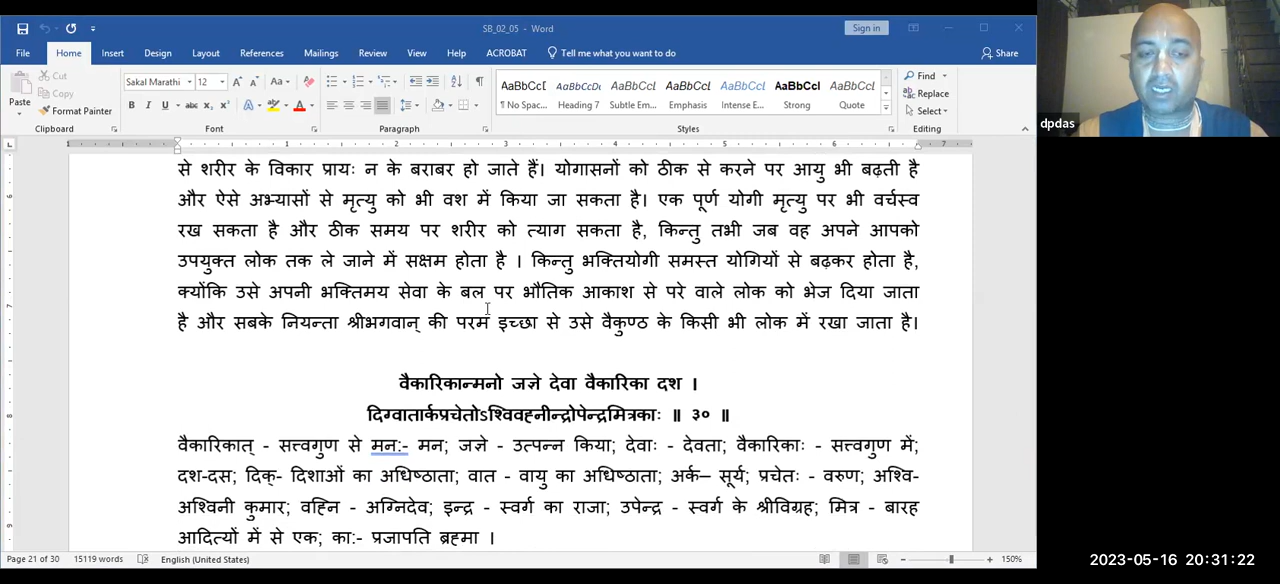 SB_02_05 - Word
Sign in
File Home Insert Design Layout References Mailings Review View Help ACROBAT Tell me what you want to do Share
Paste
Cut
Copy
Format Painter
Clipboard
Sakal Marathi 12
Font
Paragraph
AaBbCcI AaBbCcDc AaBbCcI AaBbCcI AaBbCcI AaBbCcI AaBbCcI
¶ No Spac... Heading 7 Subtle Em... Emphasis Intense E... Strong Quote
Styles
Find
Replace
Select
Editing
dpdas
से शरीर के विकार प्रायः न के बराबर हो जाते हैं। योगासनों को ठीक से करने पर आयु भी बढ़ती है
और ऐसे अभ्यासों से मृत्यु को भी वश में किया जा सकता है। एक पूर्ण योगी मृत्यु पर भी वर्चस्व
रख सकता है और ठीक समय पर शरीर को त्याग सकता है, किन्तु तभी जब वह अपने आपको
उपयुक्त लोक तक ले जाने में सक्षम होता है । किन्तु भक्तियोगी समस्त योगियों से बढ़कर होता है,
क्योंकि उसे अपनी भक्तिमय सेवा के बल पर भौतिक आकाश से परे वाले लोक को भेज दिया जाता
है और सबके नियन्ता श्रीभगवान् की परम इच्छा से उसे वैकुण्ठ के किसी भी लोक में रखा जाता है।
वैकारिकान्मनो जज्ञे देवा वैकारिका दश ।
दिग्वातार्कप्रचेतोऽश्विवह्नीन्द्रोपेन्द्रमित्रकाः ॥ ३० ॥
वैकारिकात् - सत्त्वगुण से मन:- मन; जज्ञे - उत्पन्न किया; देवाः - देवता; वैकारिकाः - सत्त्वगुण में;
दश-दस; दिक्- दिशाओं का अधिष्ठाता; वात - वायु का अधिष्ठाता; अर्क– सूर्य; प्रचेतः - वरुण; अश्वि-
अश्विनी कुमार; वह्नि - अग्निदेव; इन्द्र - स्वर्ग का राजा; उपेन्द्र - स्वर्ग के श्रीविग्रह; मित्र - बारह
आदित्यों में से एक; का:- प्रजापति ब्रह्मा ।
Page 21 of 30 15119 words English (United States) 150%
2023-05-16 20:31:22